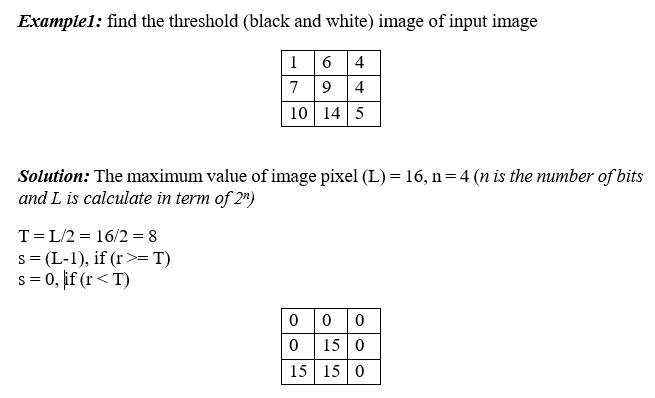 Example1: find the threshold (black and white) image of input image
1 6 4
7 9 4
10 14 5
Solution: The maximum value of image pixel (L) = 16, n = 4 (n is the number of bits
and L is calculate in term of 2ⁿ)
T = L/2 = 16/2 = 8
s = (L-1), if (r >= T)
s = 0, if (r < T)
0 0 0
0 15 0
15 15 0